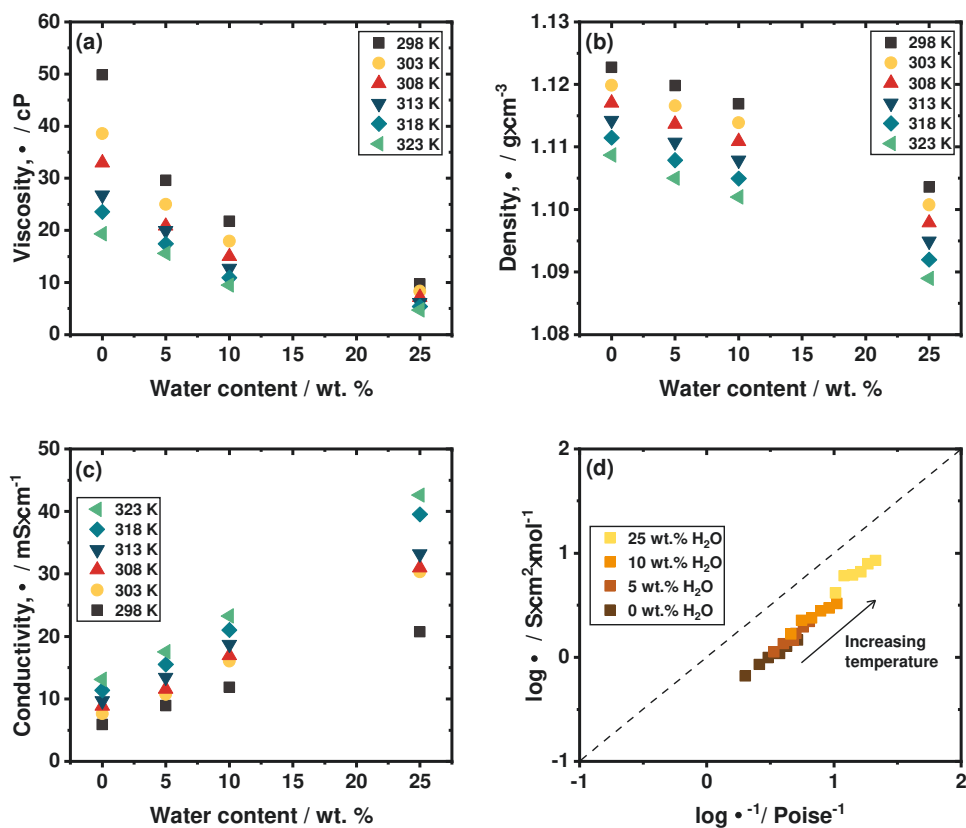 (a)
Viscosity, • / cP
60
50
40
30
20
10
0
298 K
303 K
308 K
313 K
318 K
323 K
0 5 10 15 20 25
Water content / wt. %
(b)
Density, • / g×cm⁻³
1.13
1.12
1.11
1.10
1.09
1.08
298 K
303 K
308 K
313 K
318 K
323 K
0 5 10 15 20 25
Water content / wt. %
(c)
Conductivity, • / mS×cm⁻¹
50
40
30
20
10
0
323 K
318 K
313 K
308 K
303 K
298 K
0 5 10 15 20 25
Water content / wt. %
(d)
log • / S×cm²×mol⁻¹
2
1
0
-1
25 wt.% H₂O
10 wt.% H₂O
5 wt.% H₂O
0 wt.% H₂O
Increasing
temperature
-1 0 1 2
log •⁻¹/ Poise⁻¹